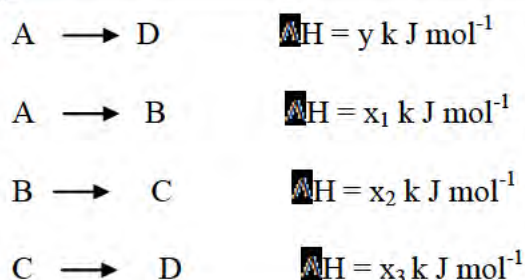 A ⟶ D ΔH = y k J mol⁻¹
A ⟶ B ΔH = x₁ k J mol⁻¹
B ⟶ C ΔH = x₂ k J mol⁻¹
C ⟶ D ΔH = x₃ k J mol⁻¹